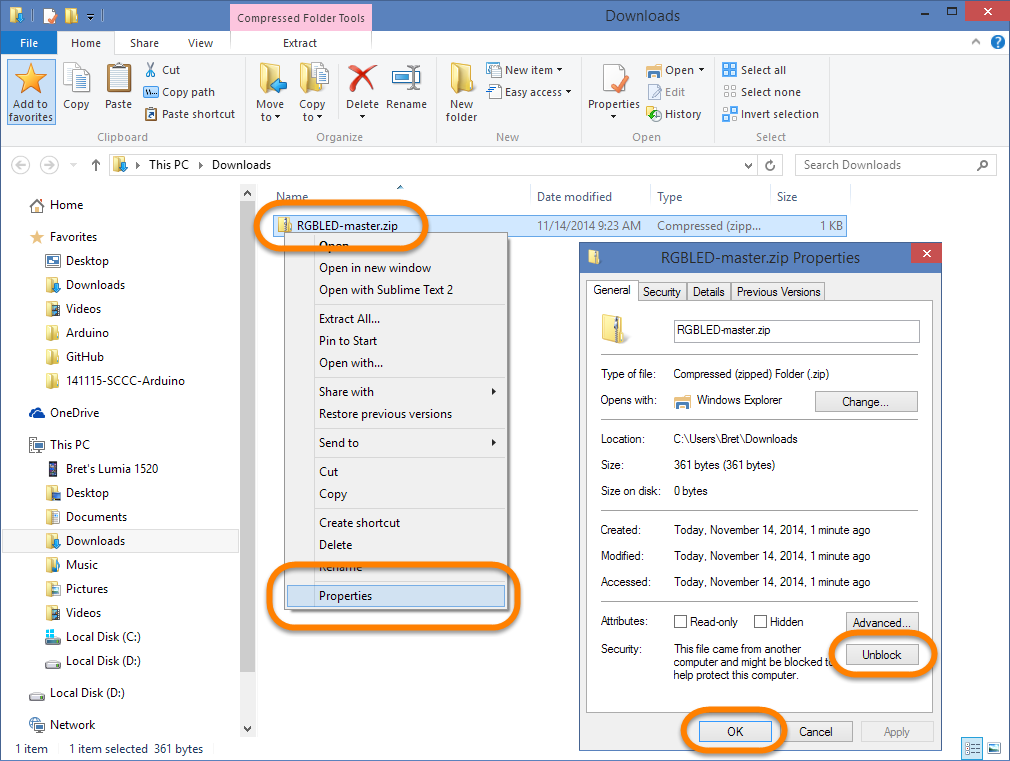 Compressed Folder Tools
Downloads
File
Home
Share
View
Extract
Add to
favorites
Copy
Paste
Cut
Copy path
Paste shortcut
Clipboard
Move
to
Copy
to
Delete
Rename
Organize
New
folder
New item
Easy access
New
Properties
Open
Edit
History
Open
Select all
Select none
Invert selection
Select
This PC
Downloads
Search Downloads
Home
Favorites
Desktop
Downloads
Videos
Arduino
GitHub
141115-SCCC-Arduino
OneDrive
This PC
Bret's Lumia 1520
Desktop
Documents
Downloads
Music
Pictures
Videos
Local Disk (C:)
Local Disk (D:)
Local Disk (D:)
Network
Name
Date modified
Type
Size
RGBLED-master.zip
11/14/2014 9:23 AM
Compressed (zipp...
1 KB
Open
Open in new window
Open with Sublime Text 2
Extract All...
Pin to Start
Open with...
Share with
Restore previous versions
Send to
Cut
Copy
Create shortcut
Delete
Rename
Properties
RGBLED-master.zip Properties
General
Security
Details
Previous Versions
RGBLED-master.zip
Type of file:
Compressed (zipped) Folder (.zip)
Opens with:
Windows Explorer
Change...
Location:
C:\Users\Bret\Downloads
Size:
361 bytes (361 bytes)
Size on disk:
0 bytes
Created:
Today, November 14, 2014, 1 minute ago
Modified:
Today, November 14, 2014, 1 minute ago
Accessed:
Today, November 14, 2014, 1 minute ago
Attributes:
Read-only
Hidden
Advanced...
Security:
This file came from another
computer and might be blocked to
help protect this computer.
Unblock
OK
Cancel
Apply
1 item
1 item selected 361 bytes